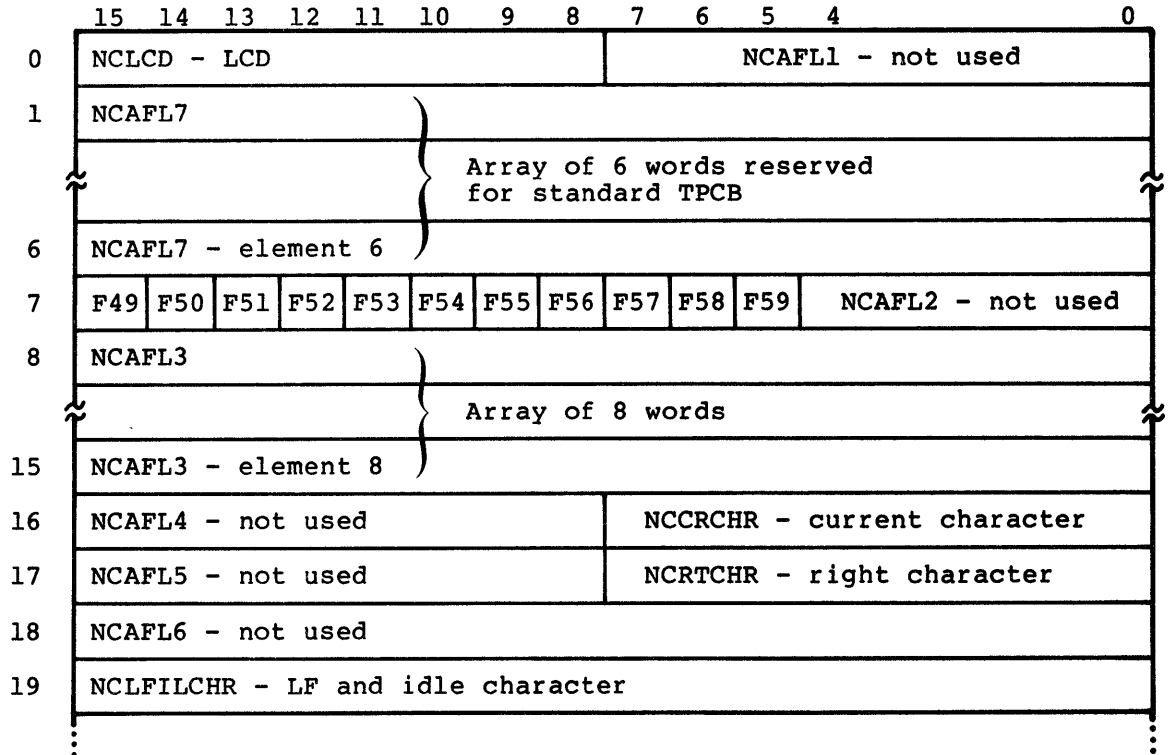 15 14 13 12 11 10 9 8 7 6 5 4 0
0 NCLCD - LCD NCAFL1 - not used
1 NCAFL7
Array of 6 words reserved
for standard TPCB
6 NCAFL7 - element 6
7 F49 F50 F51 F52 F53 F54 F55 F56 F57 F58 F59 NCAFL2 - not used
8 NCAFL3
Array of 8 words
15 NCAFL3 - element 8
16 NCAFL4 - not used NCCRCHR - current character
17 NCAFL5 - not used NCRTCHR - right character
18 NCAFL6 - not used
19 NCLFILCHR - LF and idle character